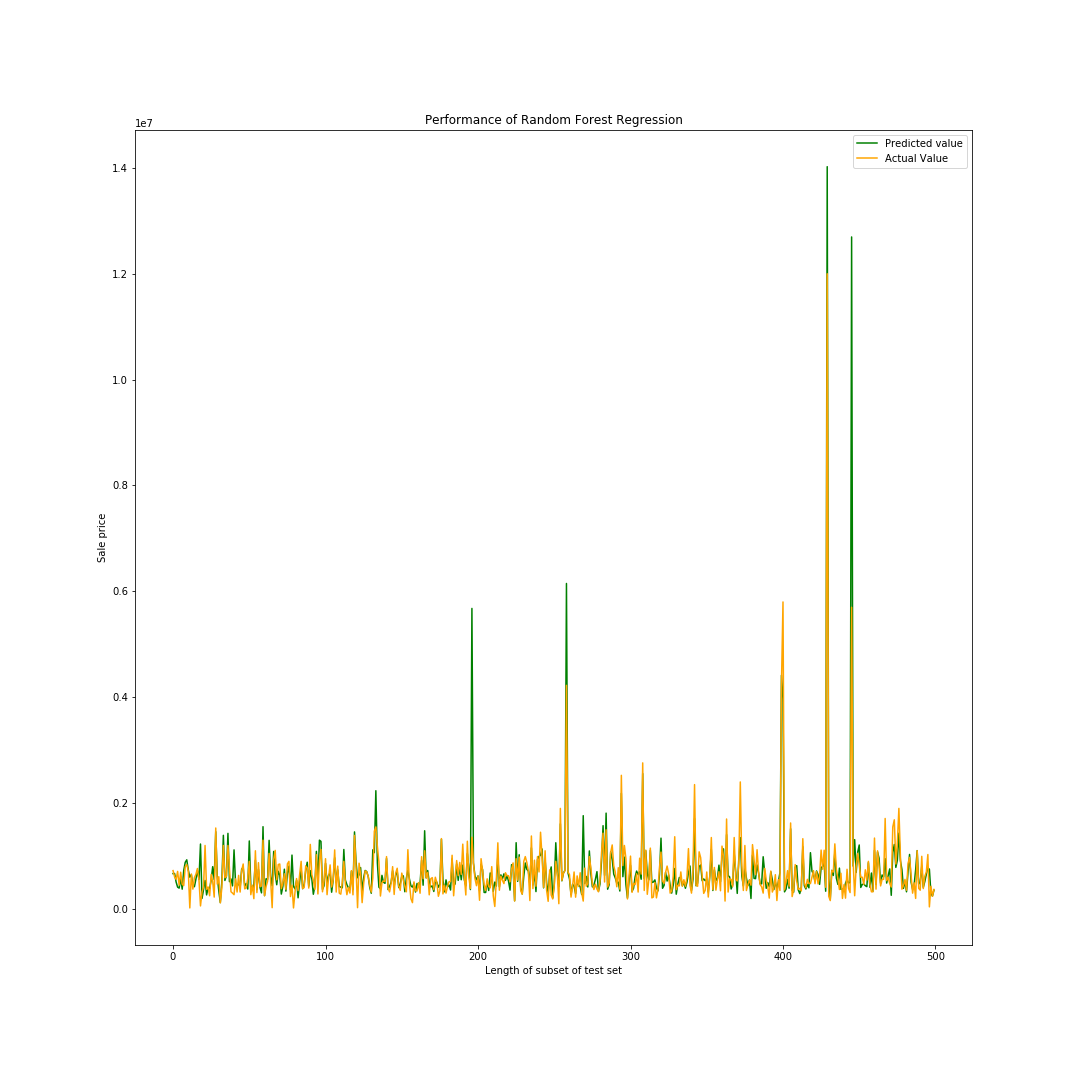 Performance of Random Forest Regression
1e7
Predicted value
Actual Value
1.4
1.2
1.0
0.8
0.6
0.4
0.2
0.0
Sale price
0 100 200 300 400 500
Length of subset of test set